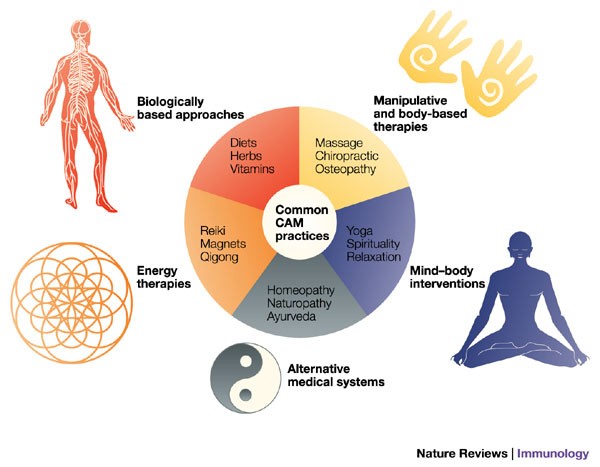 Biologically
based approaches
Manipulative
and body-based
therapies
Diets
Herbs
Vitamins
Massage
Chiropractic
Osteopathy
Common
CAM
practices
Reiki
Magnets
Qigong
Yoga
Spirituality
Relaxation
Energy
therapies
Mind–body
interventions
Homeopathy
Naturopathy
Ayurveda
Alternative
medical systems
Nature Reviews | Immunology